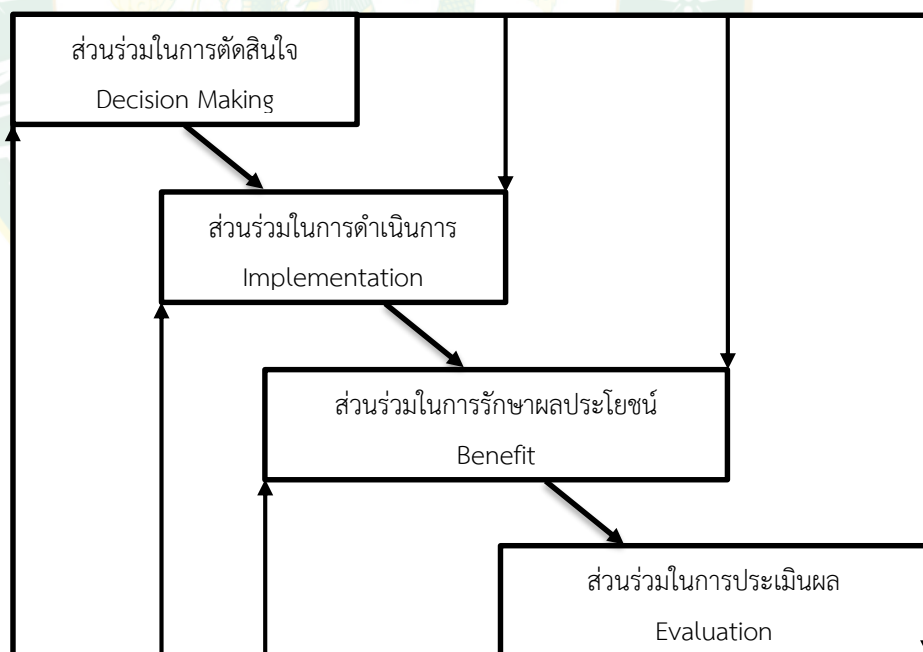 ส่วนร่วมในการตัดสินใจ
Decision Making
ส่วนร่วมในการดำเนินการ
Implementation
ส่วนร่วมในการรักษาผลประโยชน์
Benefit
ส่วนร่วมในการประเมินผล
Evaluation